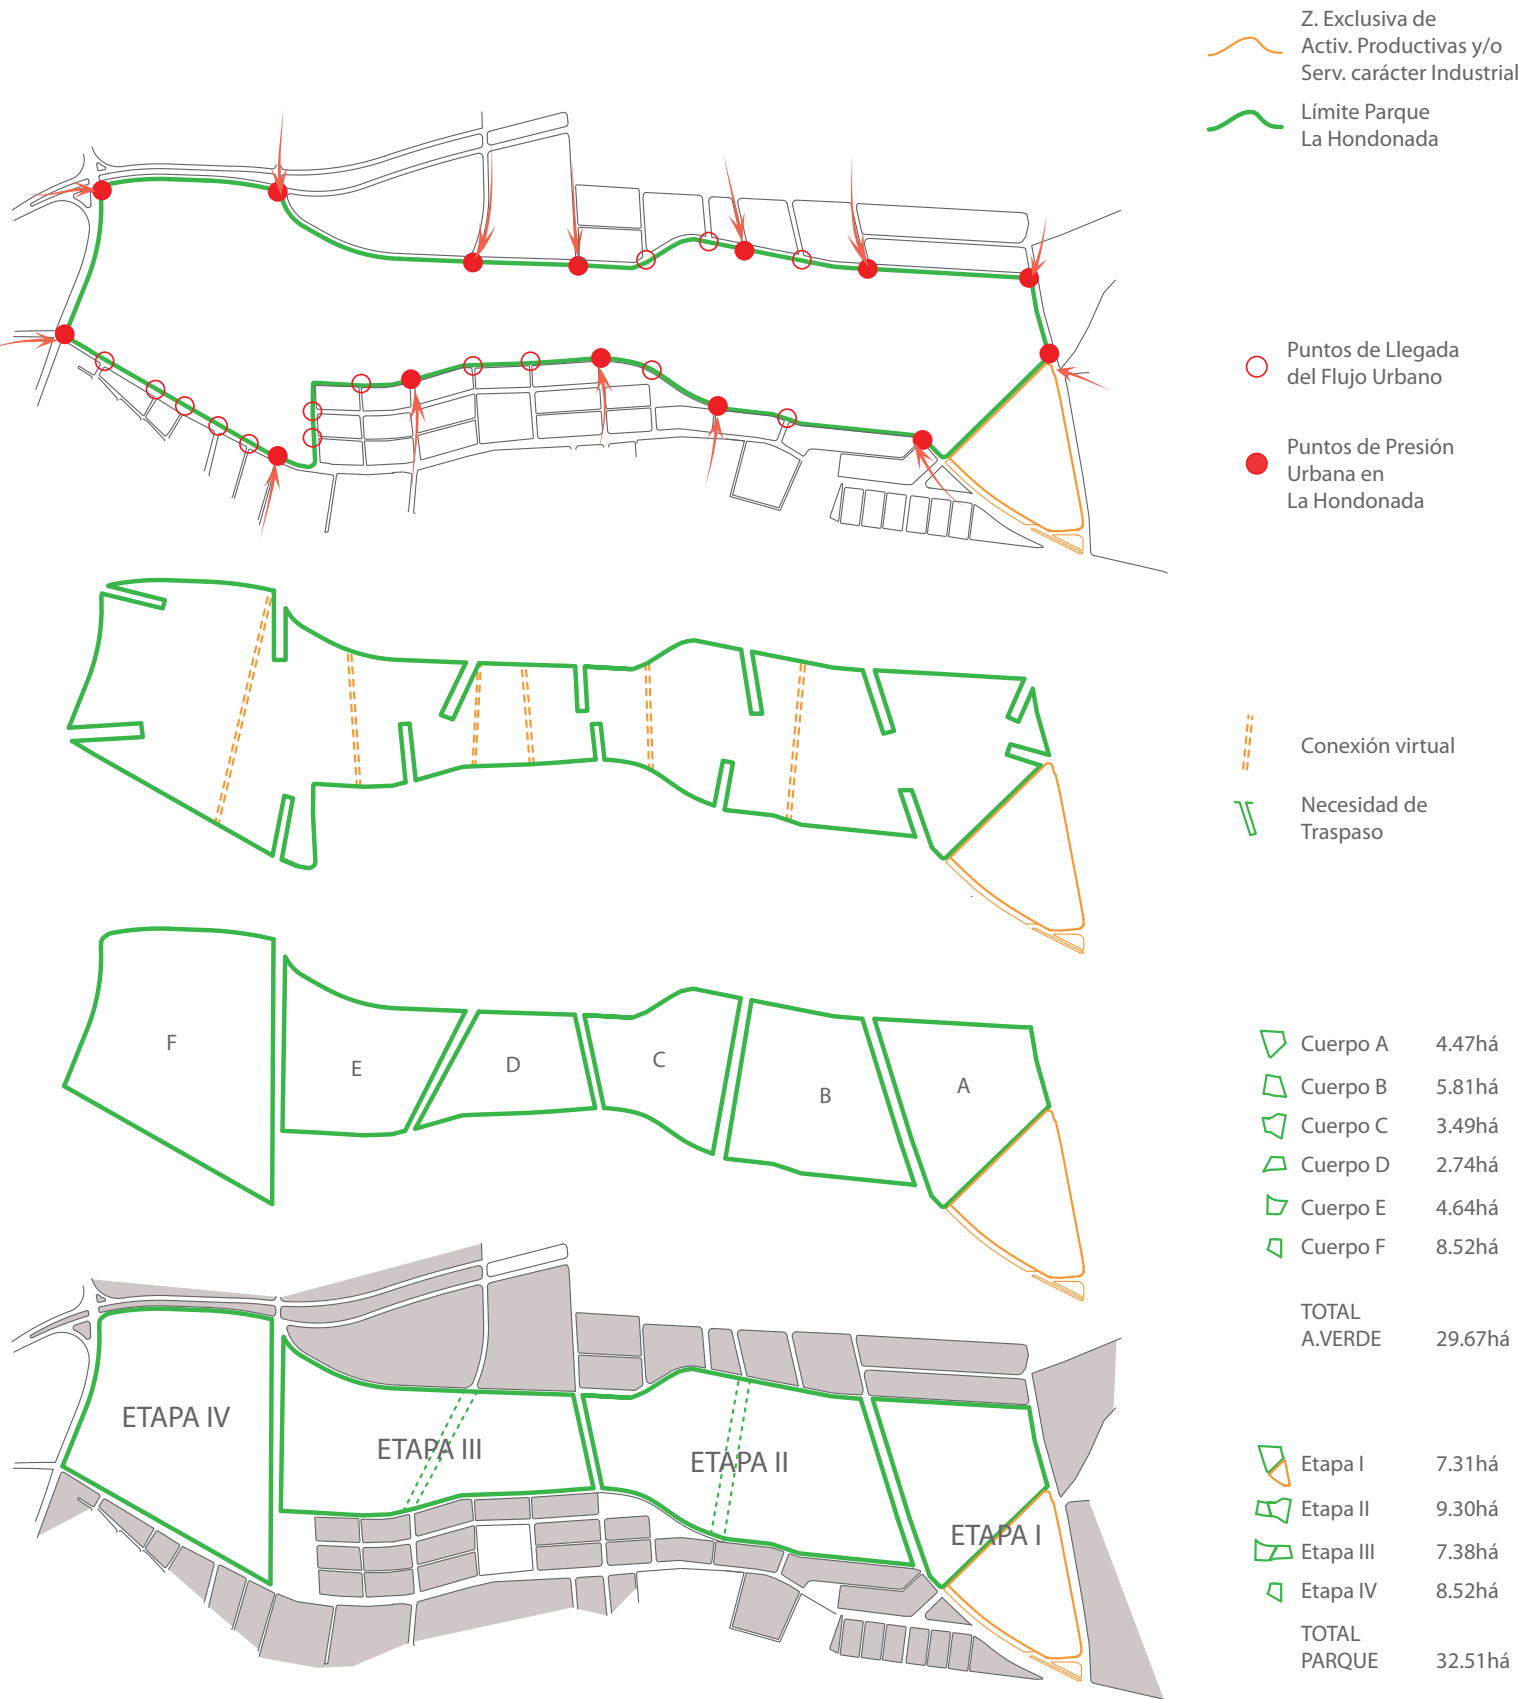 Z. Exclusiva de
Activ. Productivas y/o
Serv. carácter Industrial
Límite Parque
La Hondonada
Puntos de Llegada
del Flujo Urbano
Puntos de Presión
Urbana en
La Hondonada
Conexión virtual
Necesidad de
Traspaso
F
E
D
C
B
A
Cuerpo A 4.47há
Cuerpo B 5.81há
Cuerpo C 3.49há
Cuerpo D 2.74há
Cuerpo E 4.64há
Cuerpo F 8.52há
TOTAL
A.VERDE 29.67há
ETAPA IV
ETAPA III
ETAPA II
ETAPA I
Etapa I 7.31há
Etapa II 9.30há
Etapa III 7.38há
Etapa IV 8.52há
TOTAL
PARQUE 32.51há